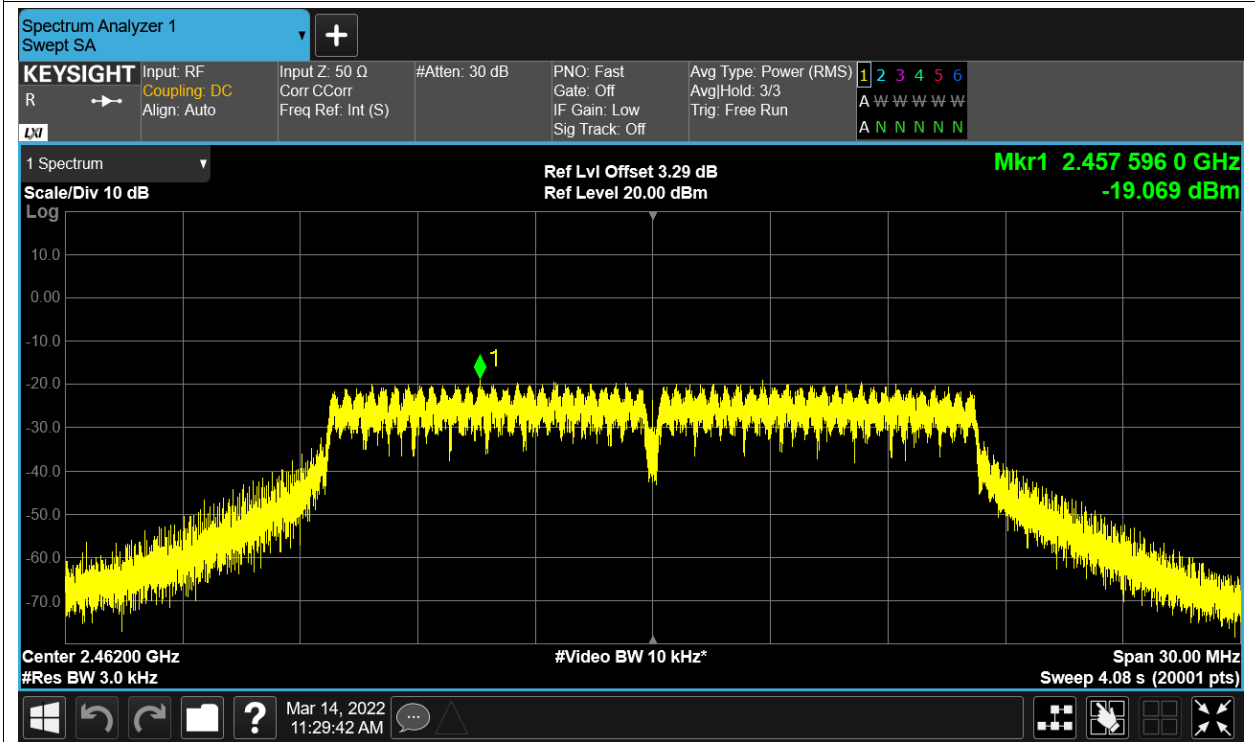 Spectrum Analyzer 1
Swept SA
KEYSIGHT
R
LXI
Input: RF
Coupling: DC
Align: Auto
Input Z: 50 Ω
Corr CCorr
Freq Ref: Int (S)
#Atten: 30 dB
PNO: Fast
Gate: Off
IF Gain: Low
Sig Track: Off
Avg Type: Power (RMS)
Avg|Hold: 3/3
Trig: Free Run
1 2 3 4 5 6
A W W W W W
A N N N N N
1 Spectrum
Scale/Div 10 dB
Log
Ref Lvl Offset 3.29 dB
Ref Level 20.00 dBm
Mkr1 2.457 596 0 GHz
-19.069 dBm
10.0
0.00
-10.0
-20.0
-30.0
-40.0
-50.0
-60.0
-70.0
1
Center 2.46200 GHz
#Res BW 3.0 kHz
#Video BW 10 kHz*
Span 30.00 MHz
Sweep 4.08 s (20001 pts)
?
Mar 14, 2022
11:29:42 AM